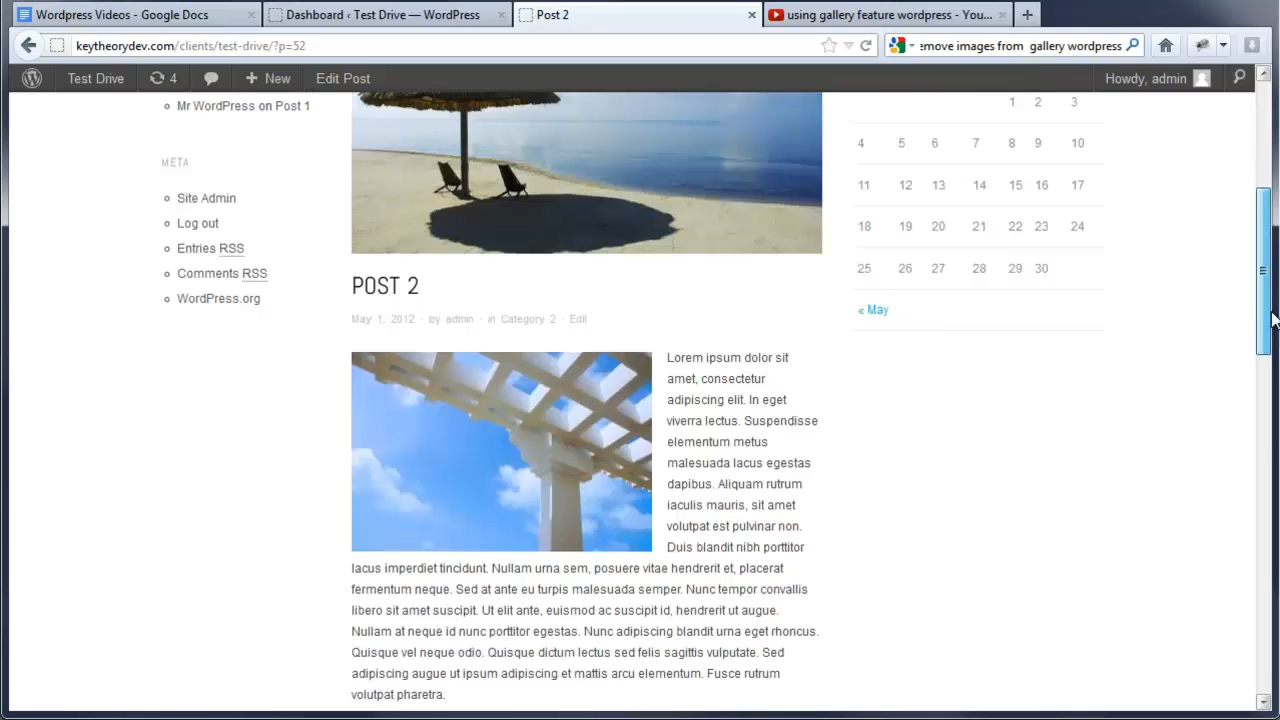 Wordpress Videos - Google Docs
Dashboard ‹ Test Drive — WordPress
Post 2
using gallery feature wordpress - You...
keytheorydev.com/clients/test-drive/?p=52
emove images from gallery wordpress
Test Drive
4
New
Edit Post
Howdy, admin
Mr WordPress on Post 1
META
Site Admin
Log out
Entries RSS
Comments RSS
WordPress.org
POST 2
May 1, 2012 · by admin · in Category 2 · Edit
Lorem ipsum dolor sit
amet, consectetur
adipiscing elit. In eget
viverra lectus. Suspendisse
elementum metus
malesuada lacus egestas
dapibus. Aliquam rutrum
iaculis mauris, sit amet
volutpat est pulvinar non.
Duis blandit nibh porttitor
lacus imperdiet tincidunt. Nullam urna sem, posuere vitae hendrerit et, placerat
fermentum neque. Sed at ante eu turpis malesuada semper. Nunc tempor convallis
libero sit amet suscipit. Ut elit ante, euismod ac suscipit id, hendrerit ut augue.
Nullam at neque id nunc porttitor egestas. Nunc adipiscing blandit urna eget rhoncus.
Quisque vel neque odio. Quisque dictum lectus sed felis sagittis vulputate. Sed
adipiscing augue ut ipsum adipiscing et mattis arcu elementum. Fusce rutrum
volutpat pharetra.
1 2 3
4 5 6 7 8 9 10
11 12 13 14 15 16 17
18 19 20 21 22 23 24
25 26 27 28 29 30
« May